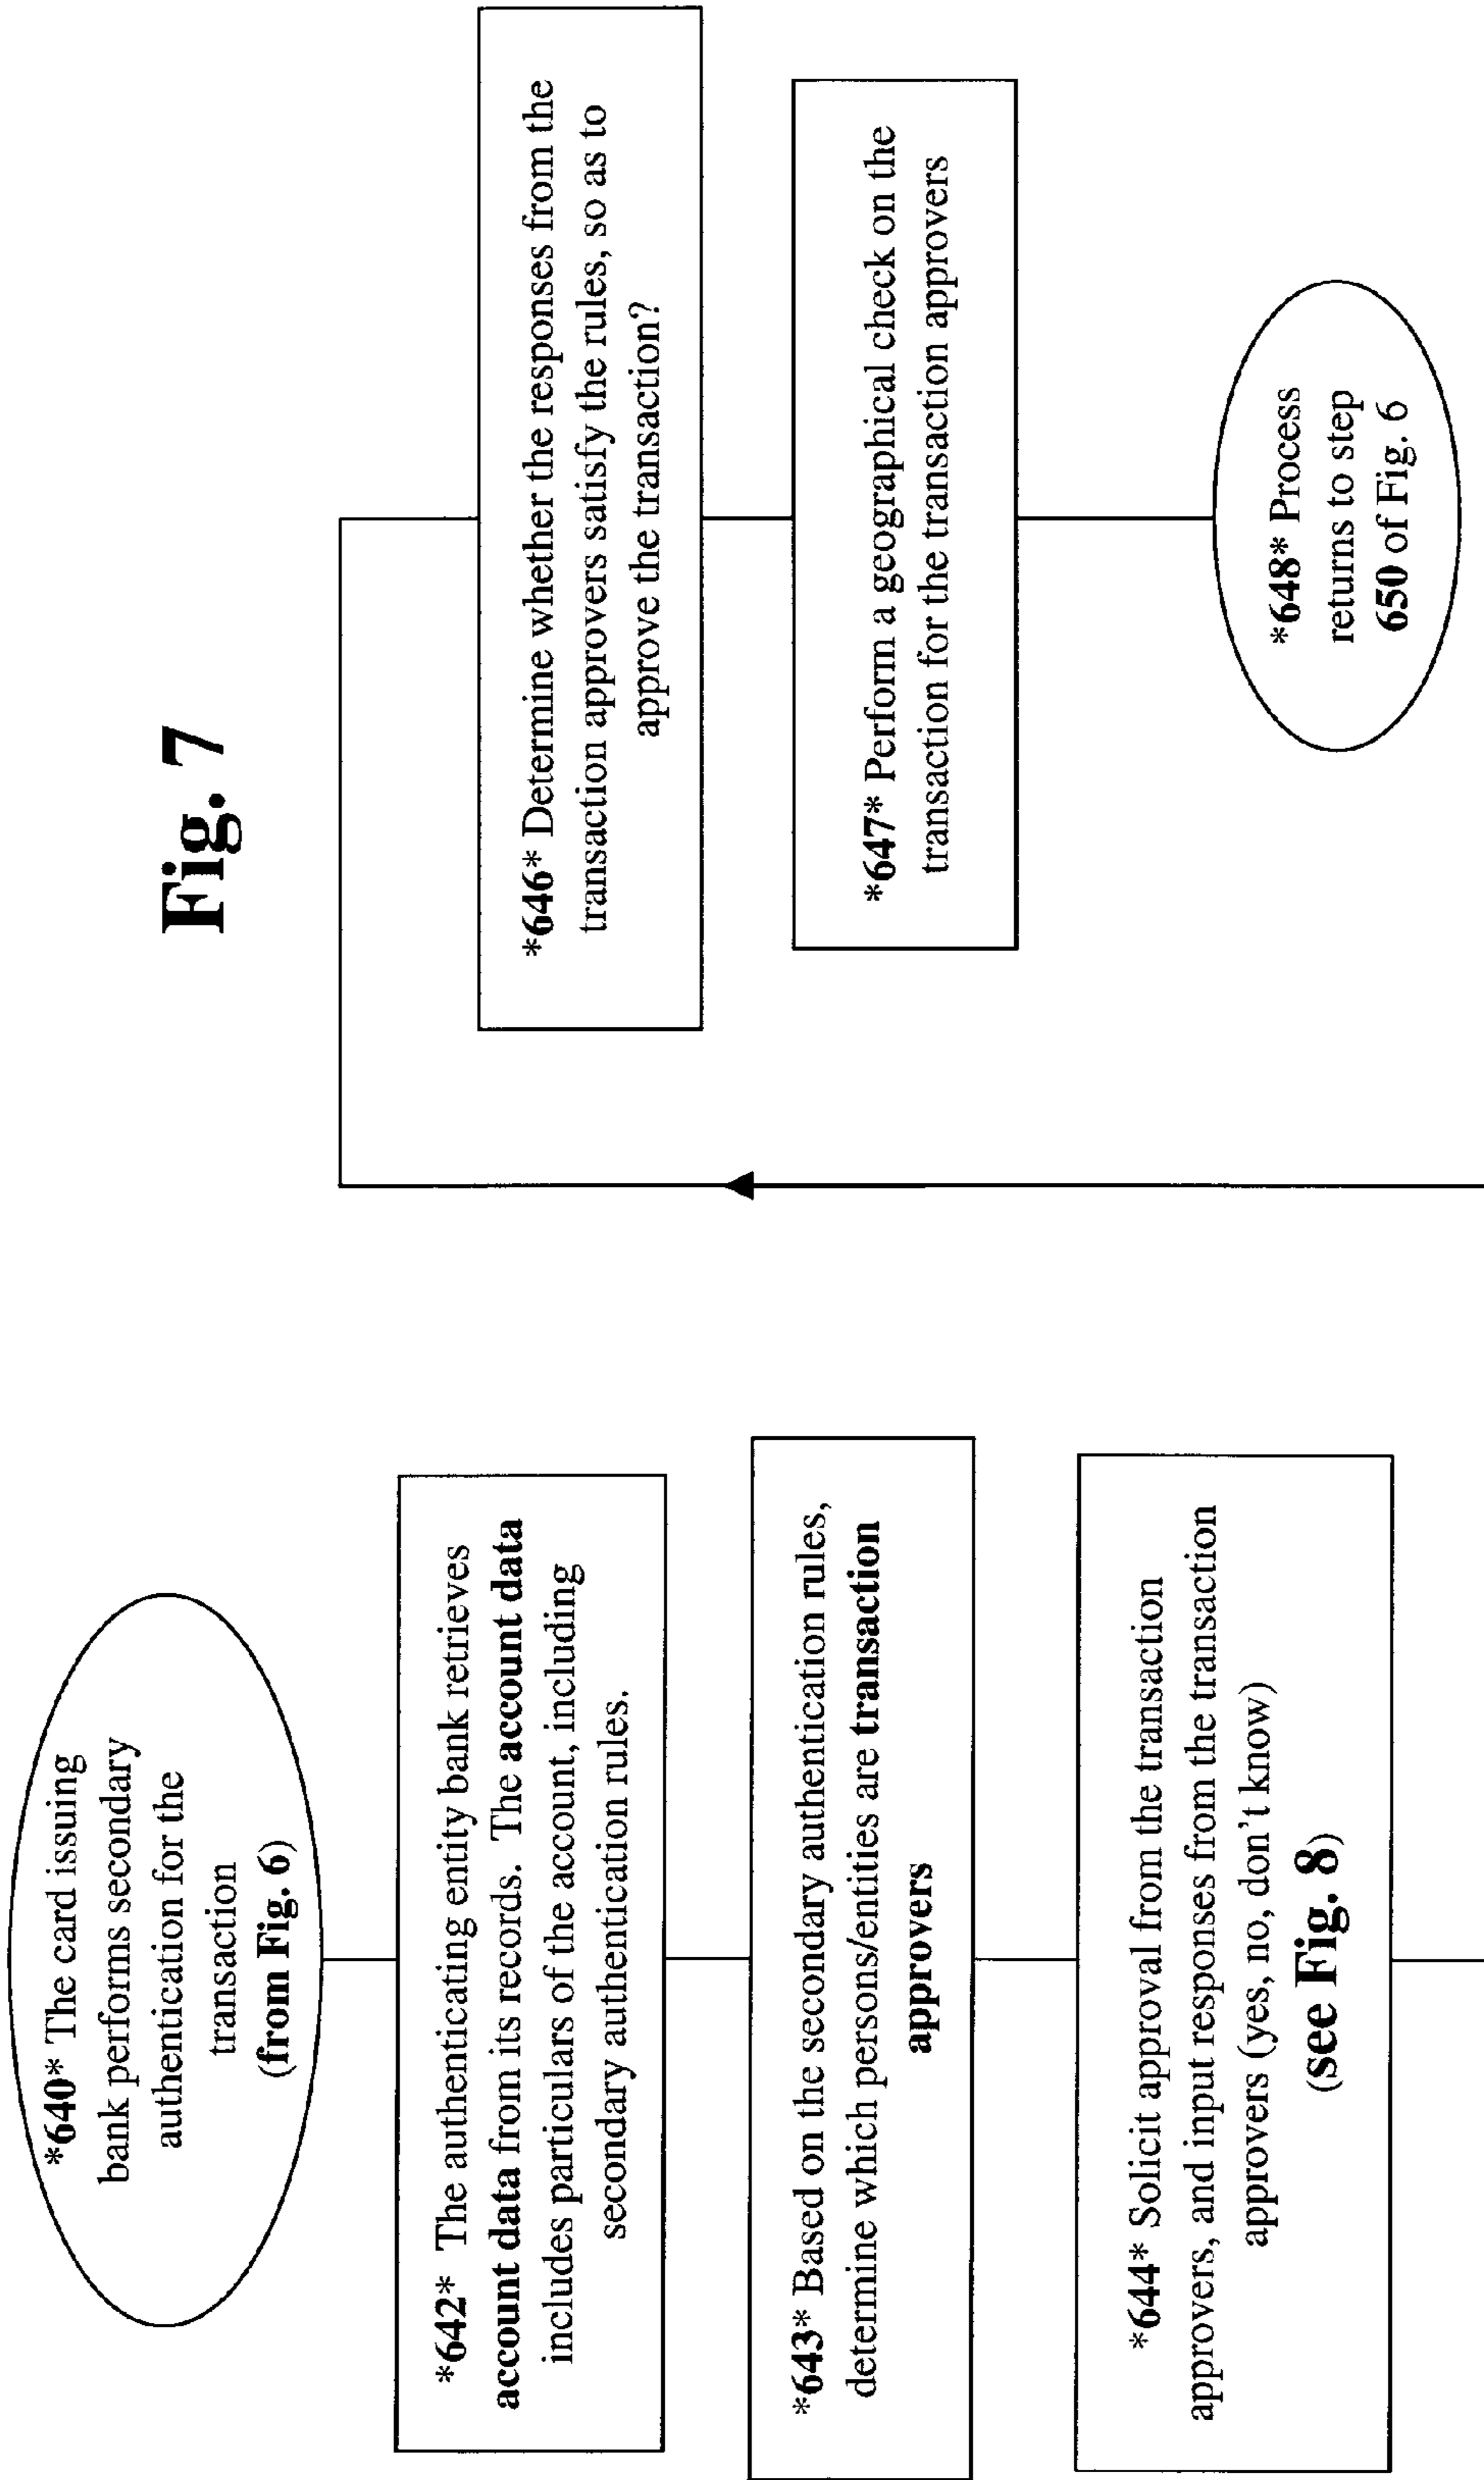 Fig. 7
*640* The card issuing
bank performs secondary
authentication for the
transaction
(from Fig. 6)
*642* The authenticating entity bank retrieves
account data from its records. The account data
includes particulars of the account, including
secondary authentication rules.
*643* Based on the secondary authentication rules,
determine which persons/entities are transaction
approvers
*644* Solicit approval from the transaction
approvers, and input responses from the transaction
approvers (yes, no, don't know)
(see Fig. 8)
*646* Determine whether the responses from the
transaction approvers satisfy the rules, so as to
approve the transaction?
*647* Perform a geographical check on the
transaction for the transaction approvers
*648* Process
returns to step
650 of Fig. 6